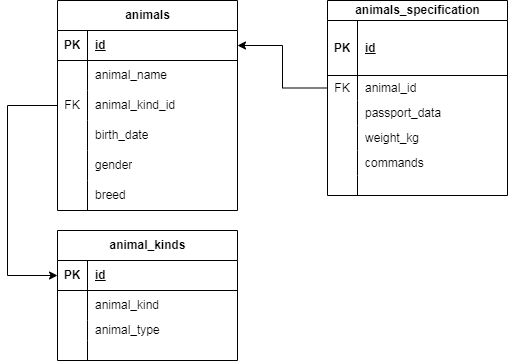 animals
PK id
animal_name
FK animal_kind_id
birth_date
gender
breed
animals_specification
PK id
FK animal_id
passport_data
weight_kg
commands
animal_kinds
PK id
animal_kind
animal_type